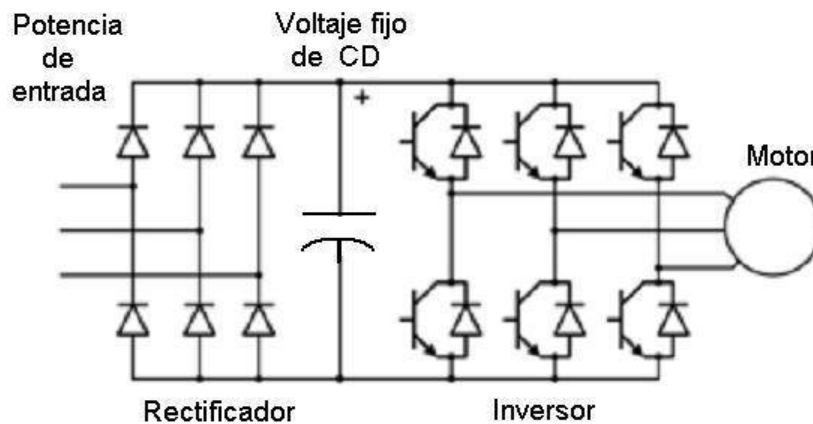 Potencia
de
entrada
Voltaje fijo
de CD
+
Motor
Rectificador
Inversor